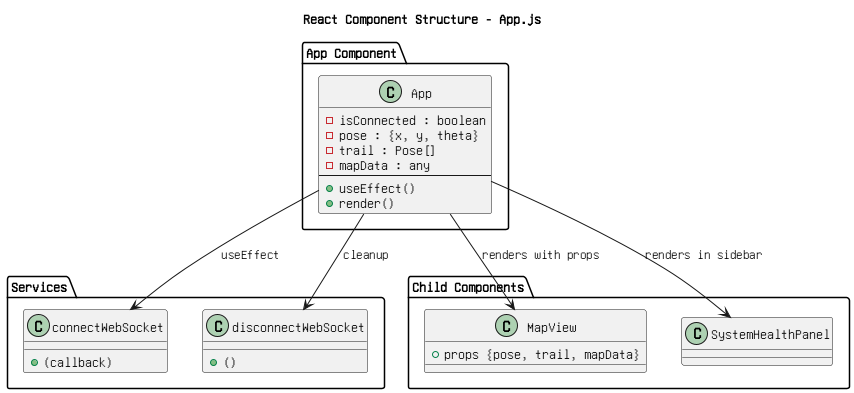 React Component Structure - App.js
App Component
C App
isConnected : boolean
pose : {x, y, theta}
trail : Pose[]
mapData : any
useEffect()
render()
useEffect
cleanup
renders with props
renders in sidebar
Services
C connectWebSocket
(callback)
C disconnectWebSocket
()
Child Components
C MapView
props {pose, trail, mapData}
C SystemHealthPanel